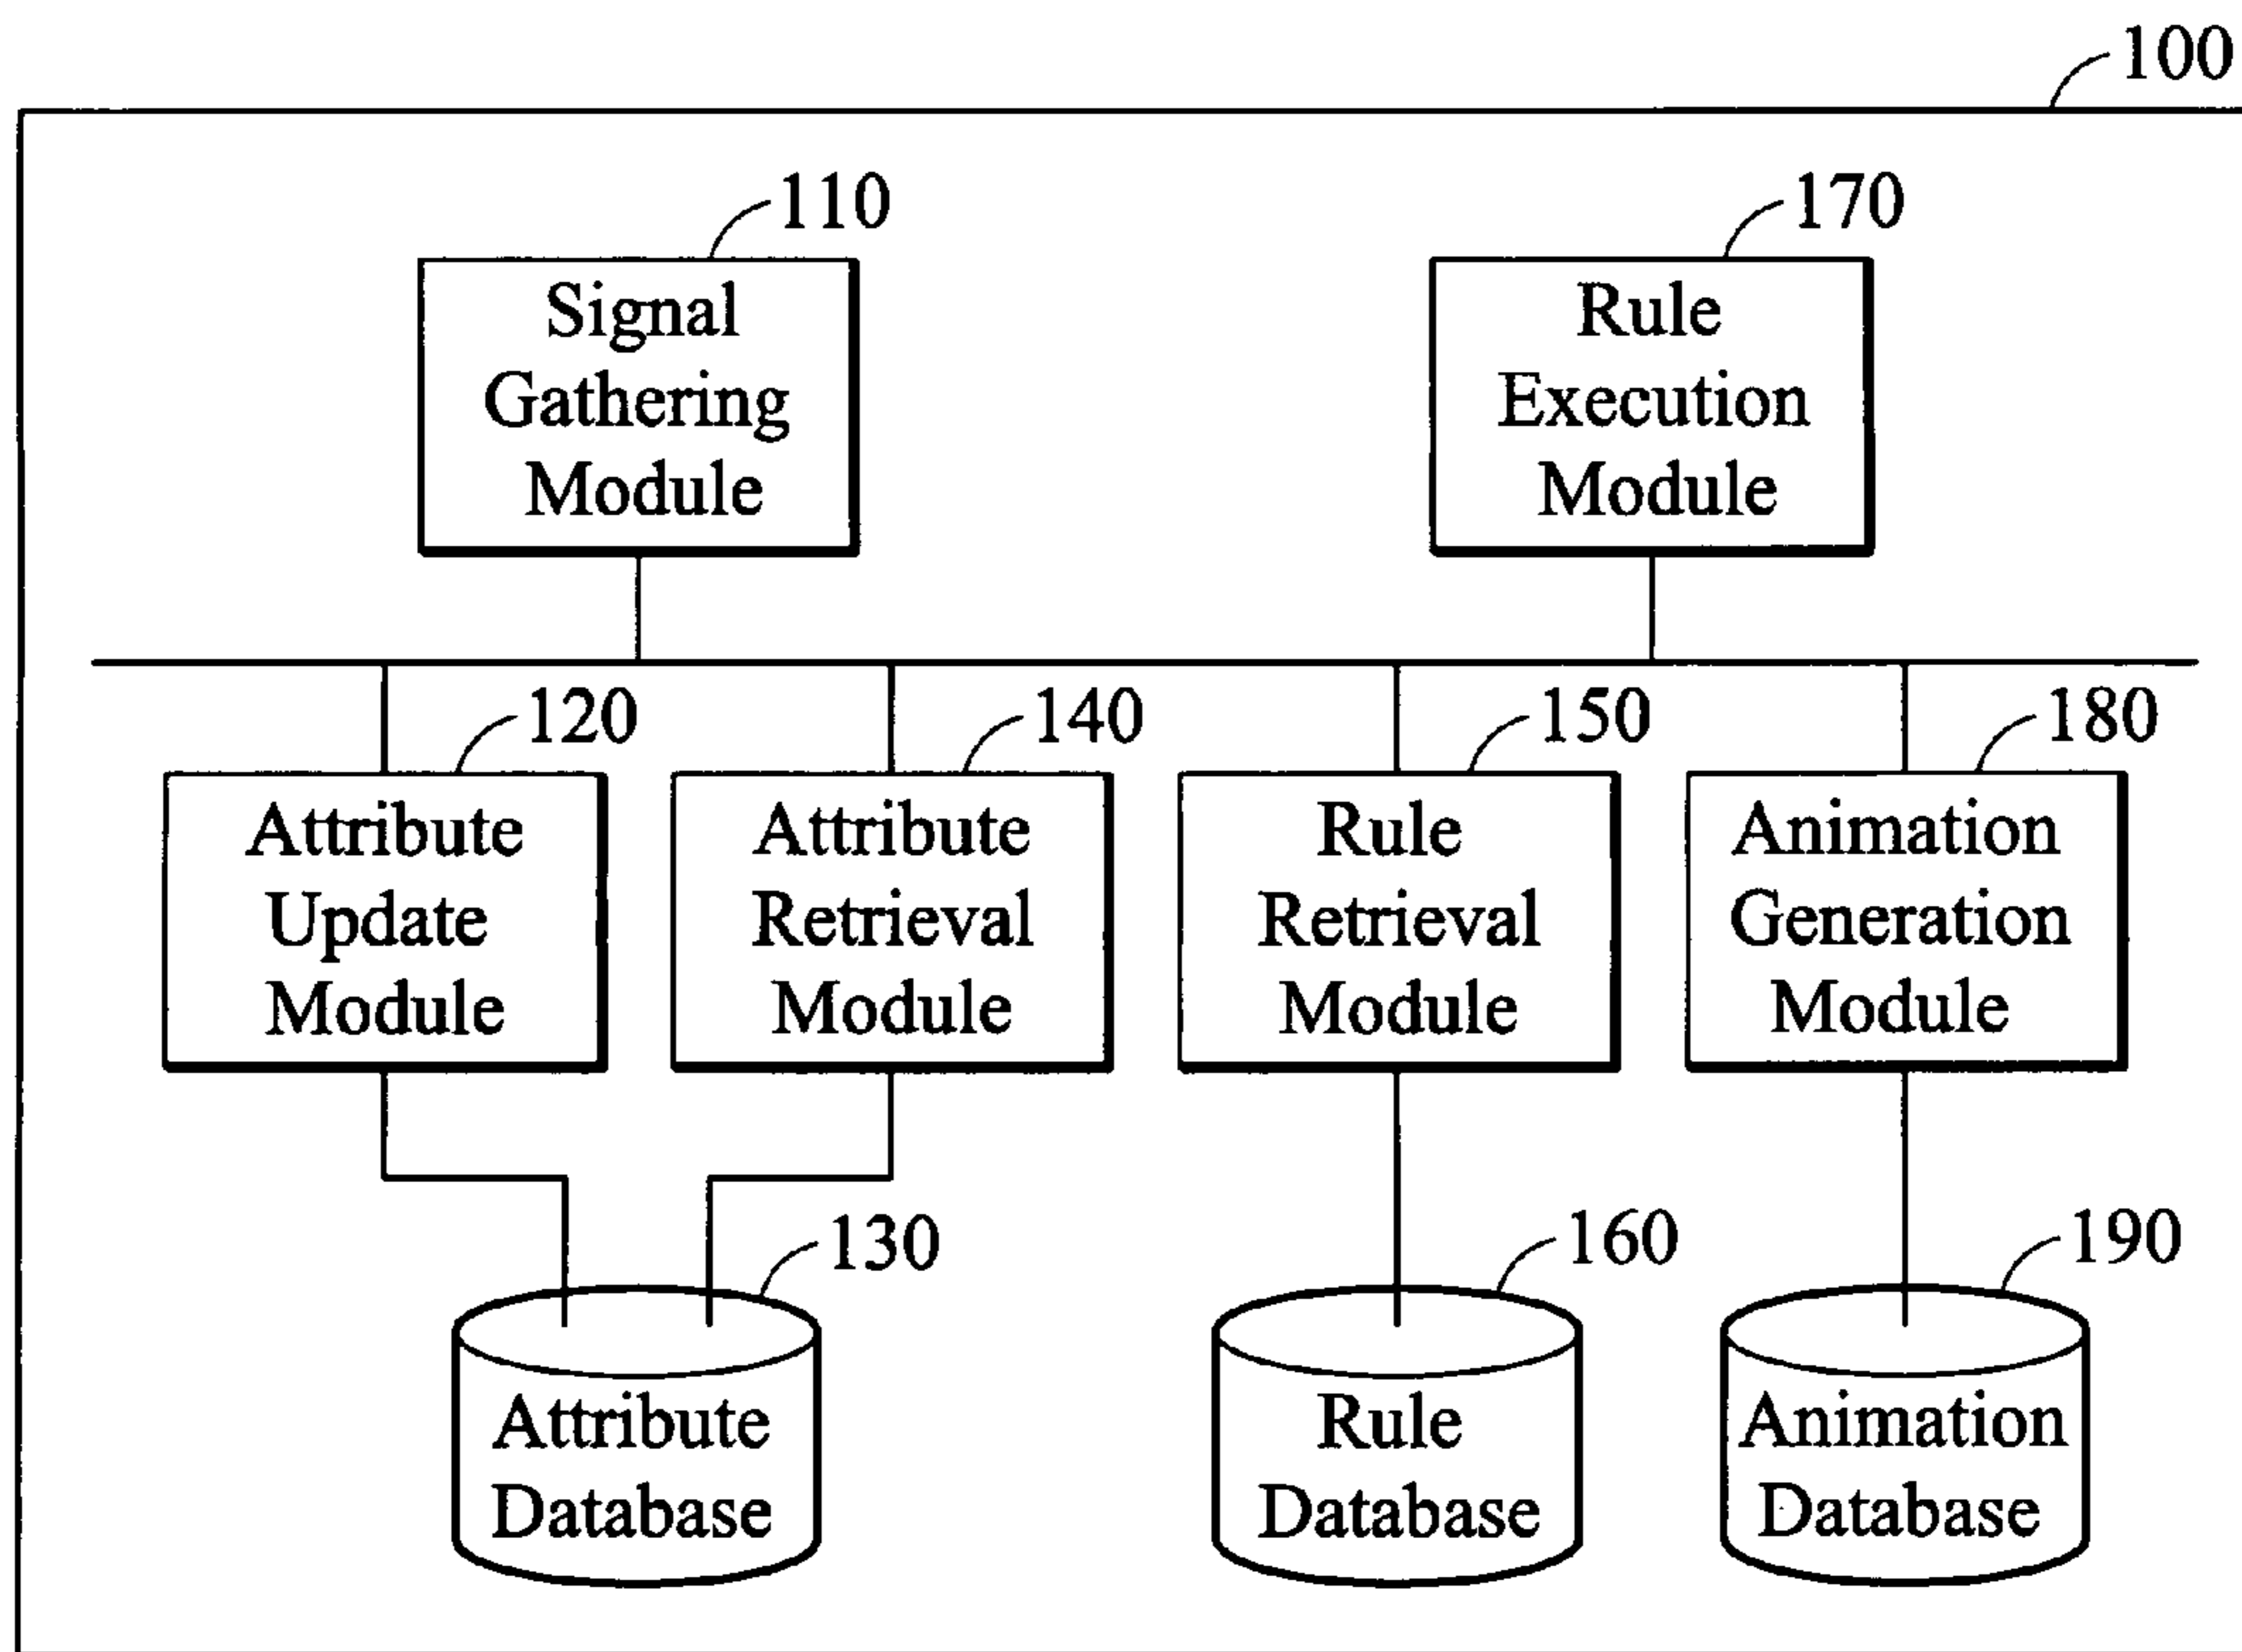 100
110
Signal
Gathering
Module
170
Rule
Execution
Module
120
Attribute
Update
Module
140
Attribute
Retrieval
Module
150
Rule
Retrieval
Module
180
Animation
Generation
Module
130
Attribute
Database
160
Rule
Database
190
Animation
Database